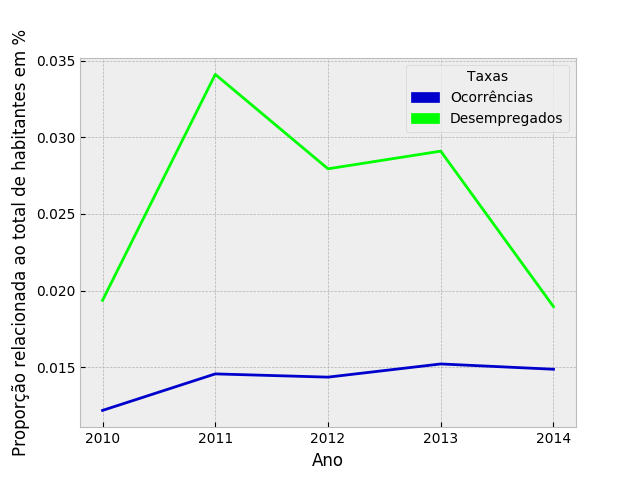 Proporção relacionada ao total de habitantes em %
0.035
0.030
0.025
0.020
0.015
Taxas
Ocorrências
Desempregados
2010 2011 2012 2013 2014
Ano